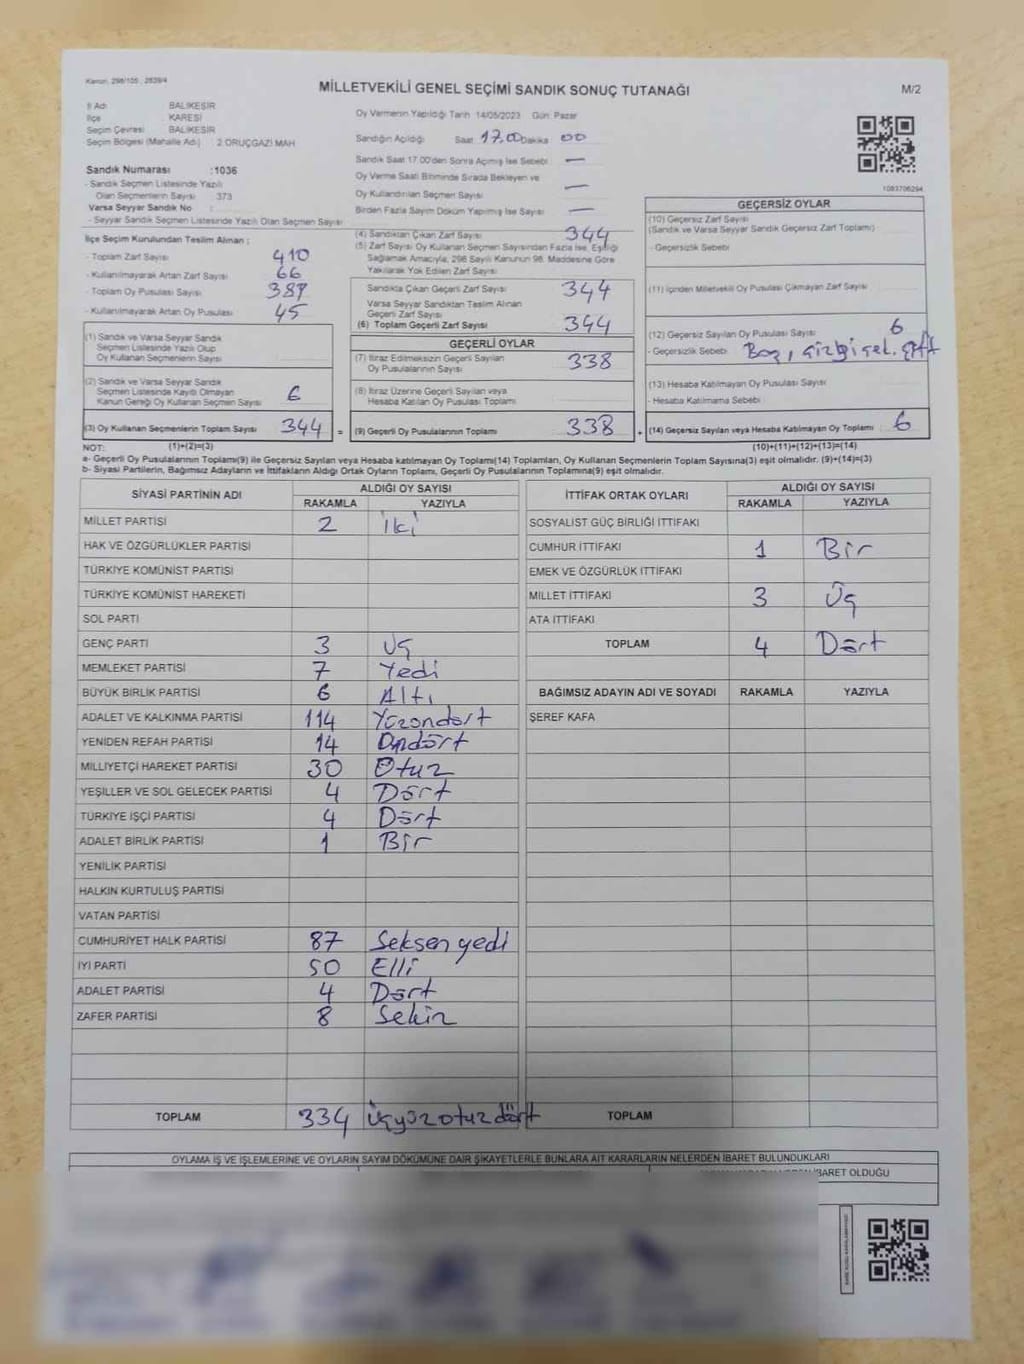 Kanun, 298/105 , 2839/4
MİLLETVEKİLİ GENEL SEÇİMİ SANDIK SONUÇ TUTANAĞI
M/2
İl Adı BALIKESİR
İlçe KARESİ
Seçim Çevresi BALIKESİR
Seçim Bölgesi (Mahalle Adı) : 2 ORUÇGAZİ MAH
Sandık Numarası :1036
- Sandık Seçmen Listesinde Yazılı
Olan Seçmenlerin Sayısı 373
Varsa Seyyar Sandık No :
- Seyyar Sandık Seçmen Listesinde Yazılı Olan Seçmen Sayısı
Oy Vermenin Yapıldığı Tarih 14/05/2023 Gün: Pazar
Sandığın Açıldığı Saat 17.00 Dakika 00
Sandık Saat 17.00'den Sonra Açılmış İse Sebebi —
Oy Verme Saati Bitiminde Sırada Bekleyen ve
Oy Kullandırılan Seçmen Sayısı —
Birden Fazla Sayım Döküm Yapılmış İse Sayısı —
1083706294
İlçe Seçim Kurulundan Teslim Alınan ;
- Toplam Zarf Sayısı 410
- Kullanılmayarak Artan Zarf Sayısı 66
- Toplam Oy Pusulası Sayısı 389
- Kullanılmayarak Artan Oy Pusulası 45
(1) Sandık ve Varsa Seyyar Sandık
Seçmen Listesinde Yazılı Olup
Oy Kullanan Seçmenlerin Sayısı
(2) Sandık ve Varsa Seyyar Sandık
Seçmen Listesinde Kayıtlı Olmayan
Kanun Gereği Oy Kullanan Seçmen Sayısı 6
(3) Oy Kullanan Seçmenlerin Toplam Sayısı 344 =
(4) Sandıktan Çıkan Zarf Sayısı 344
(5) Zarf Sayısı Oy Kullanan Seçmen Sayısından Fazla İse, Eşitliği
Sağlamak Amacıyla, 298 Sayılı Kanunun 98. Maddesine Göre
Yakılarak Yok Edilen Zarf Sayısı
Sandıkta Çıkan Geçerli Zarf Sayısı 344
Varsa Seyyar Sandıktan Teslim Alınan
Geçerli Zarf Sayısı
(6) Toplam Geçerli Zarf Sayısı 344
GEÇERLİ OYLAR
(7) İtiraz Edilmeksizin Geçerli Sayılan
Oy Pusulalarının Sayısı 338
(8) İtiraz Üzerine Geçerli Sayılan veya
Hesaba Katılan Oy Pusulası Toplamı
(9) Geçerli Oy Pusulalarının Toplamı 338 +
GEÇERSİZ OYLAR
(10) Geçersiz Zarf Sayısı
(Sandık ve Varsa Seyyar Sandık Geçersiz Zarf Toplamı)
- Geçersizlik Sebebi
(11) İçinden Milletvekili Oy Pusulası Çıkmayan Zarf Sayısı
(12) Geçersiz Sayılan Oy Pusulası Sayısı 6
- Geçersizlik Sebebi Boş,
(13) Hesaba Katılmayan Oy Pusulası Sayısı
- Hesaba Katılmama Sebebi
(14) Geçersiz Sayılan veya Hesaba Katılmayan Oy Toplamı 6
NOT: (1)+(2)=(3) (10)+(11)+(12)+(13)=(14)
a- Geçerli Oy Pusulalarının Toplamı(9) ile Geçersiz Sayılan veya Hesaba katılmayan Oy Toplamı(14) Toplamları, Oy Kullanan Seçmenlerin Toplam Sayısına(3) eşit olmalıdır. (9)+(14)=(3)
b- Siyasi Partilerin, Bağımsız Adayların ve İttifakların Aldığı Ortak Oyların Toplamı, Geçerli Oy Pusulalarının Toplamına(9) eşit olmalıdır.
SİYASİ PARTİNİN ADI ALDIĞI OY SAYISI
RAKAMLA YAZIYLA
MİLLET PARTİSİ 2 İki
HAK VE ÖZGÜRLÜKLER PARTİSİ
TÜRKİYE KOMÜNİST PARTİSİ
TÜRKİYE KOMÜNİST HAREKETİ
SOL PARTİ
GENÇ PARTİ 3 Üç
MEMLEKET PARTİSİ 7 Yedi
BÜYÜK BİRLİK PARTİSİ 6 Altı
ADALET VE KALKINMA PARTİSİ 114 Yüzondört
YENİDEN REFAH PARTİSİ 14 Ondört
MİLLİYETÇİ HAREKET PARTİSİ 30 Otuz
YEŞİLLER VE SOL GELECEK PARTİSİ 4 Dört
TÜRKİYE İŞÇİ PARTİSİ 4 Dört
ADALET BİRLİK PARTİSİ 1 Bir
YENİLİK PARTİSİ
HALKIN KURTULUŞ PARTİSİ
VATAN PARTİSİ
CUMHURİYET HALK PARTİSİ 87 Seksen yedi
İYİ PARTİ 50 Elli
ADALET PARTİSİ 4 Dört
ZAFER PARTİSİ 8 Sekiz
TOPLAM 334 Üçyüzotuzdört
İTTİFAK ORTAK OYLARI ALDIĞI OY SAYISI
RAKAMLA YAZIYLA
SOSYALİST GÜÇ BİRLİĞİ İTTİFAKI
CUMHUR İTTİFAKI 1 Bir
EMEK VE ÖZGÜRLÜK İTTİFAKI
MİLLET İTTİFAKI 3 Üç
ATA İTTİFAKI
TOPLAM 4 Dört
BAĞIMSIZ ADAYIN ADI VE SOYADI RAKAMLA YAZIYLA
ŞEREF KAFA
TOPLAM
OYLAMA İŞ VE İŞLEMLERİNE VE OYLARIN SAYIM DÖKÜMÜNE DAİR ŞİKAYETLERLE BUNLARA AİT KARARLARIN NELERDEN İBARET BULUNDUKLARI
İBARET OLDUĞU